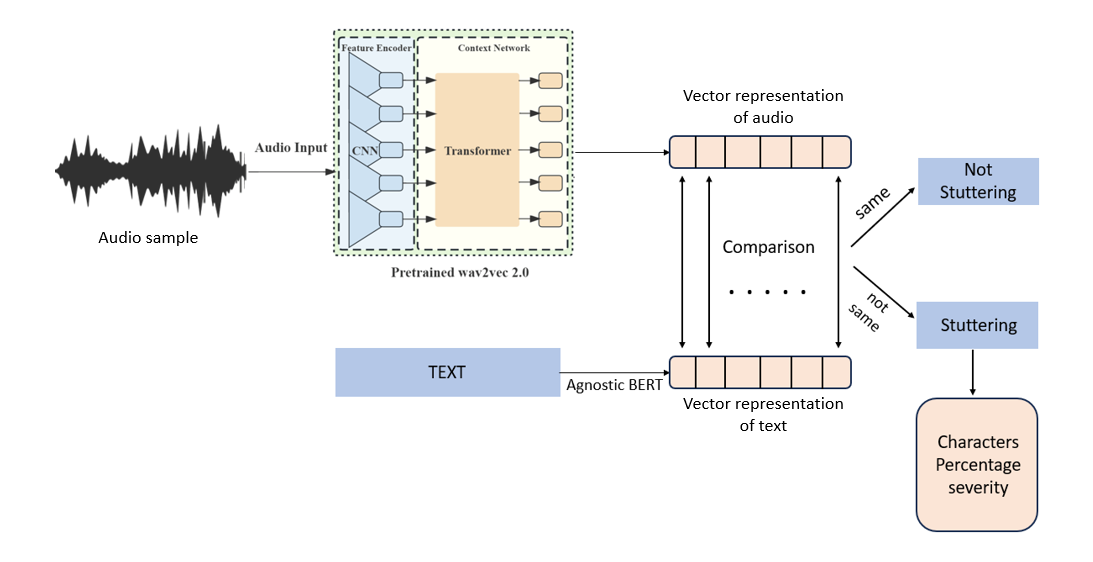 Feature Encoder
Context Network
CNN
Transformer
Audio Input
Audio sample
Pretrained wav2vec 2.0
Vector representation
of audio
Comparison
. . . . .
same
Not
Stuttering
not
same
Stuttering
TEXT
Agnostic BERT
Vector representation
of text
Characters
Percentage
severity